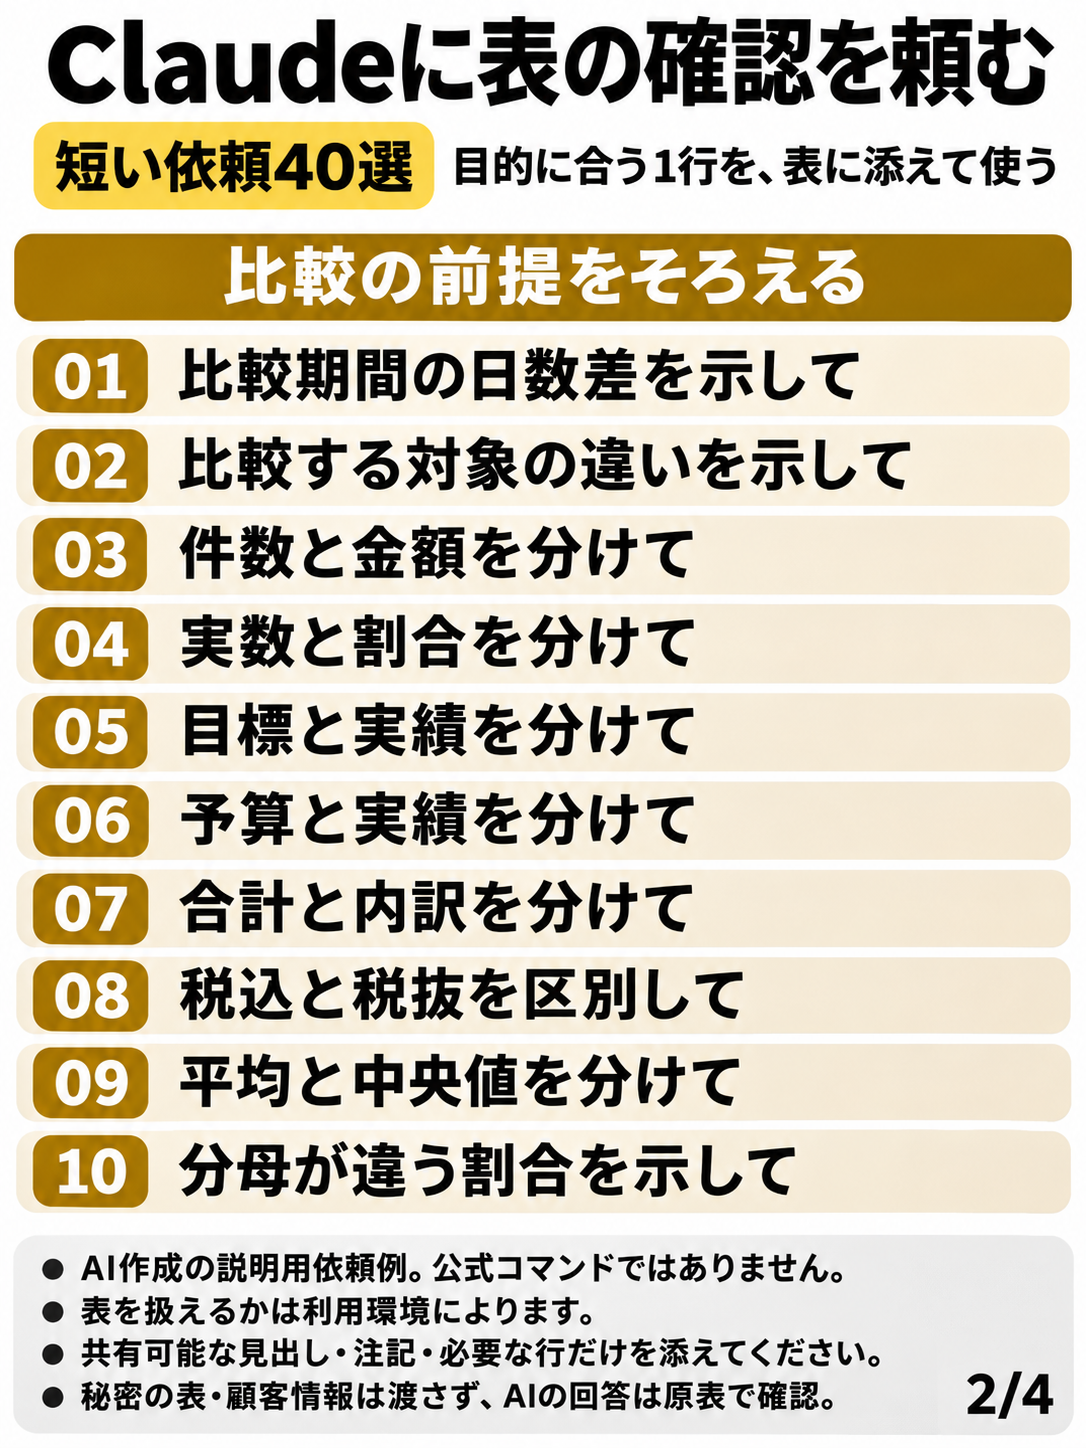 Claudeに表の確認を頼む
短い依頼40選 目的に合う1行を、表に添えて使う
比較の前提をそろえる
01 比較期間の日数差を示して
02 比較する対象の違いを示して
03 件数と金額を分けて
04 実数と割合を分けて
05 目標と実績を分けて
06 予算と実績を分けて
07 合計と内訳を分けて
08 税込と税抜を区別して
09 平均と中央値を分けて
10 分母が違う割合を示して
● AI作成の説明用依頼例。公式コマンドではありません。
● 表を扱えるかは利用環境によります。
● 共有可能な見出し・注記・必要な行だけを添えてください。
● 秘密の表・顧客情報は渡さず、AIの回答は原表で確認。
2/4